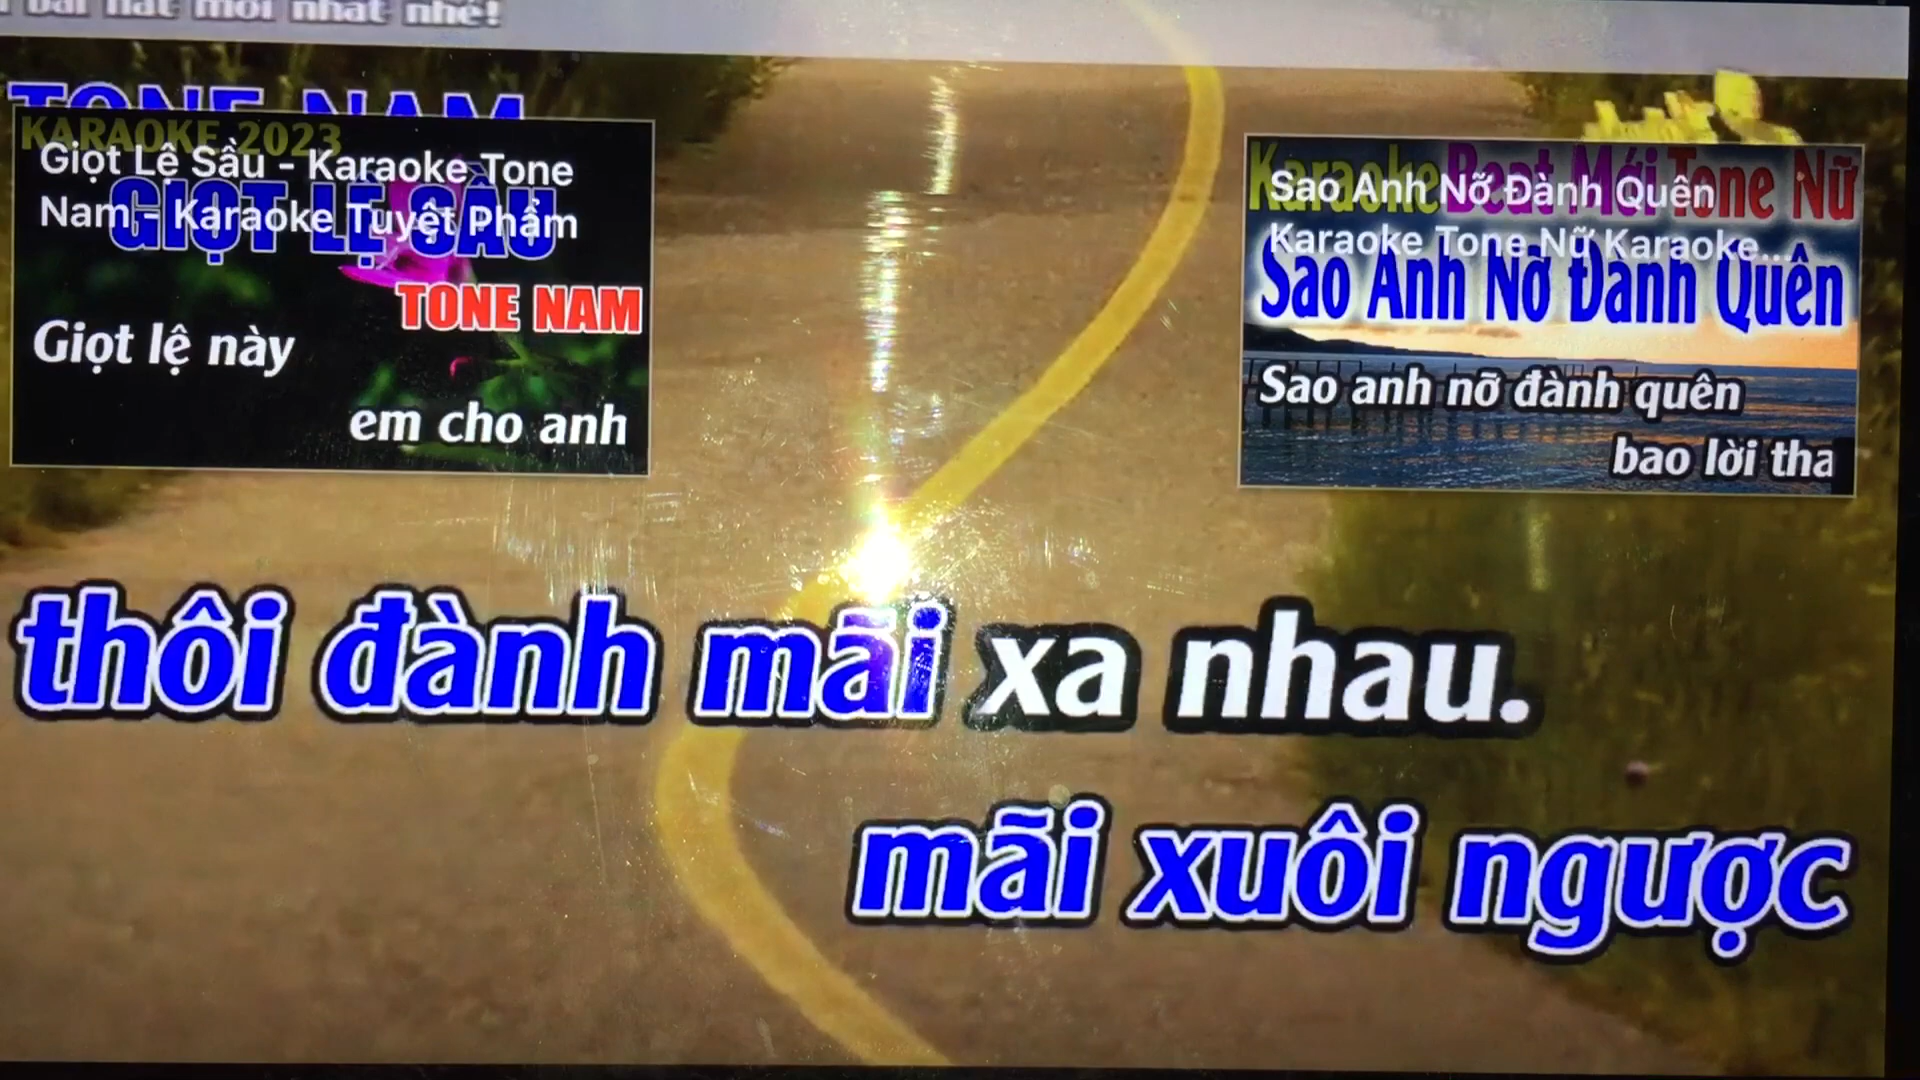 bài hát mới nhất nhé!
TONE NAM
KARAOKE 2023
Giọt Lệ Sầu - Karaoke Tone
Nam - Karaoke Tuyệt Phẩm
GIỌT LỆ SẦU
TONE NAM
Giọt lệ này
em cho anh
Karaoke Beat Mới Tone Nữ
Sao Anh Nỡ Đành Quên
Karaoke Tone Nữ Karaoke...
Sao Anh Nỡ Đành Quên
Sao anh nỡ đành quên
bao lời tha
thôi đành mãi xa nhau.
mãi xuôi ngược